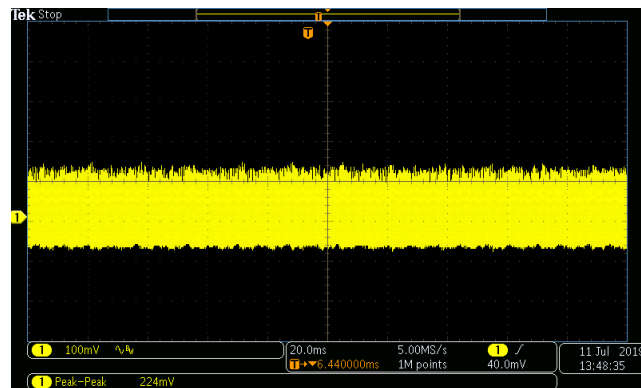 Tek Stop
T
T
1
1 100mV
20.0ms 5.00MS/s 1
T→▼6.440000ms 1M points 40.0mV
11 Jul 2019
13:48:35
1 Peak-Peak 224mV